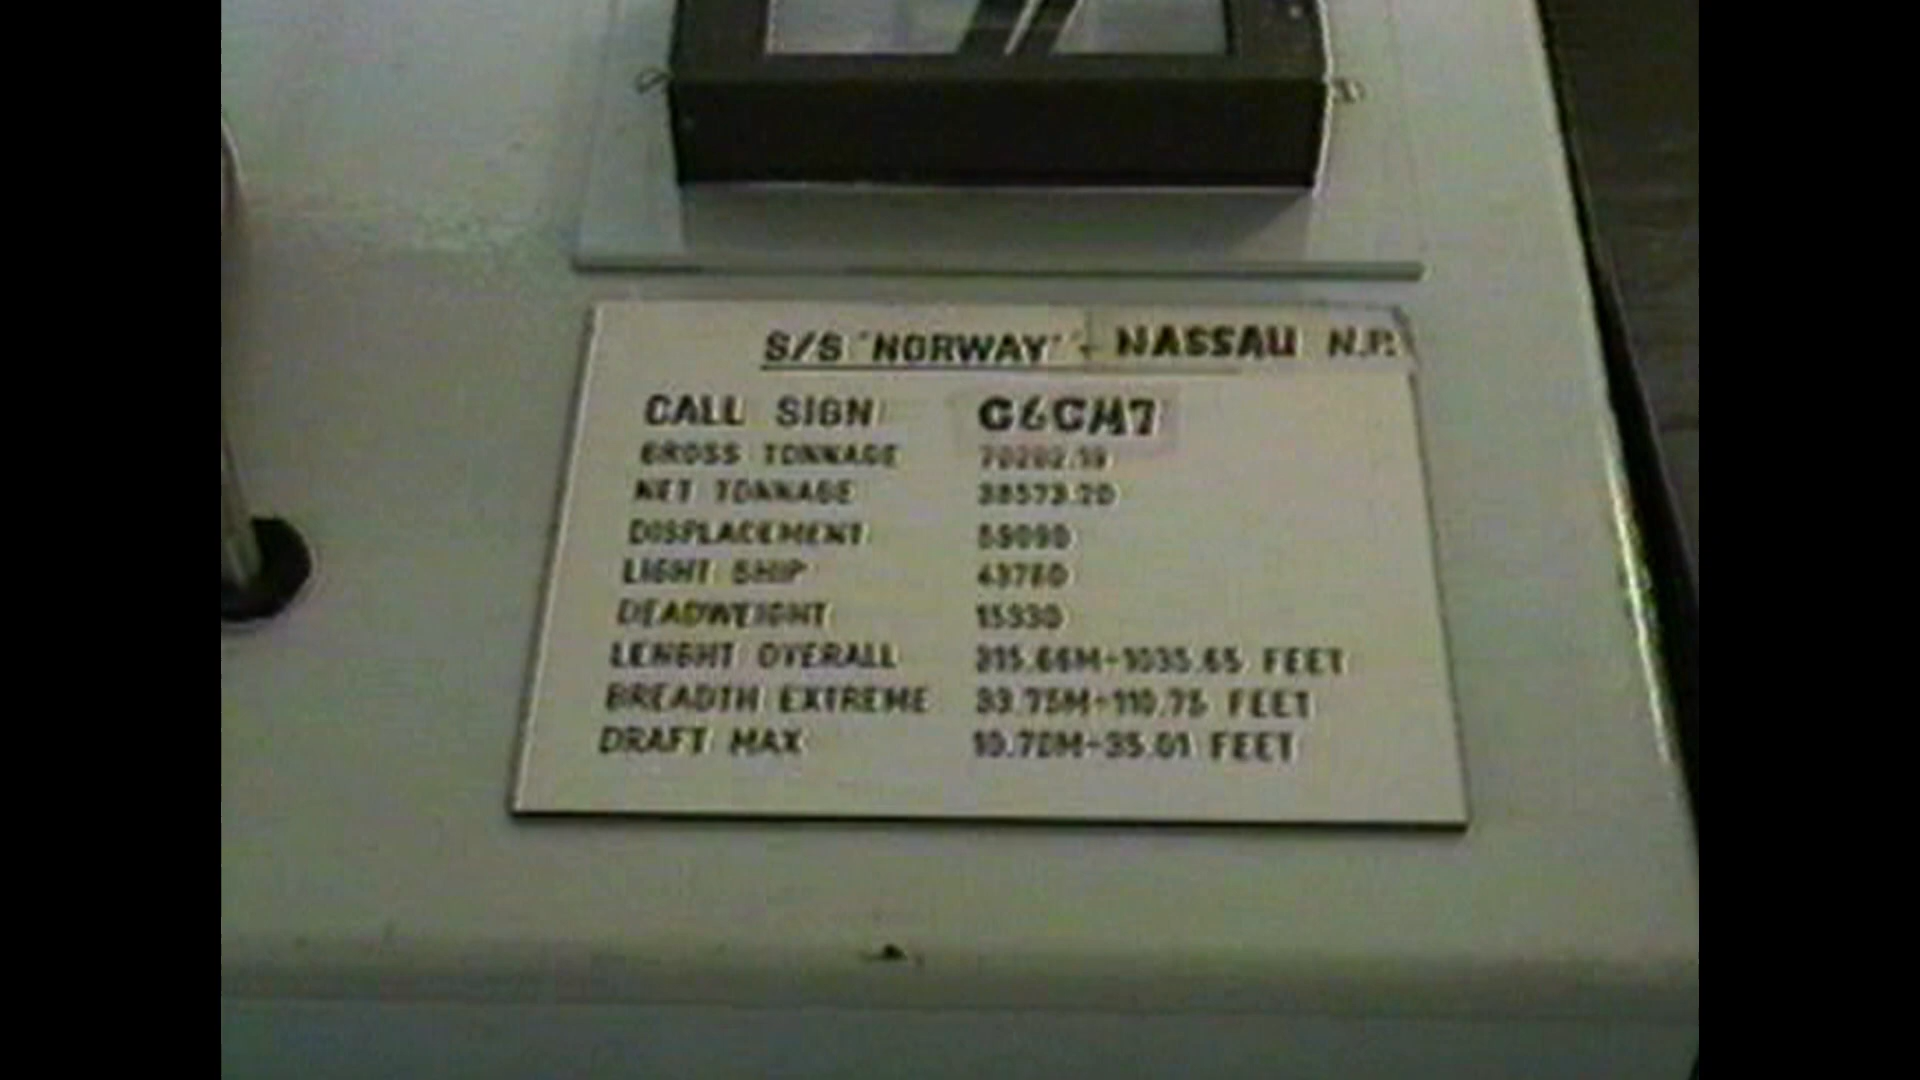 S/S "NORWAY" - NASSAU N.P.
CALL SIGN C6CM7
GROSS TONNAGE 70202.19
NET TONNAGE 38573.20
DISPLACEMENT 59090
LIGHT SHIP 43760
DEADWEIGHT 15330
LENGHT OVERALL 315.66M-1035.65 FEET
BREADTH EXTREME 33.75M-110.75 FEET
DRAFT MAX 10.70M-35.01 FEET